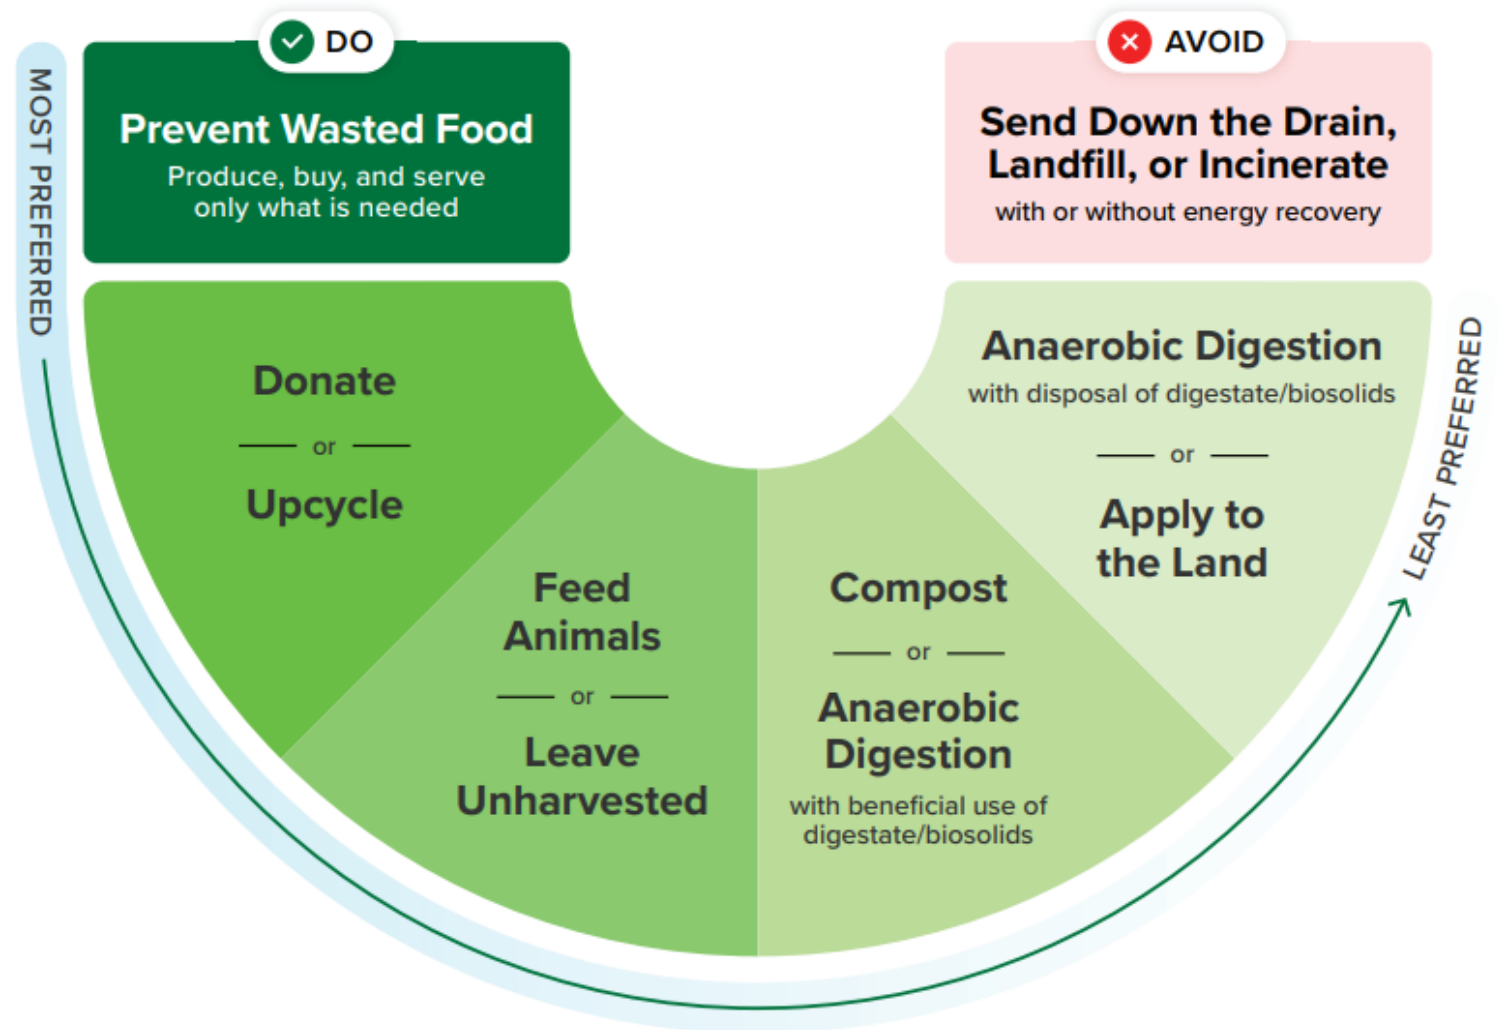 DO
Prevent Wasted Food
Produce, buy, and serve
only what is needed
AVOID
Send Down the Drain,
Landfill, or Incinerate
with or without energy recovery
MOST PREFERRED
Donate
or
Upcycle
Feed
Animals
or
Leave
Unharvested
Compost
or
Anaerobic
Digestion
with beneficial use of
digestate/biosolids
Anaerobic Digestion
with disposal of digestate/biosolids
or
Apply to
the Land
LEAST PREFERRED